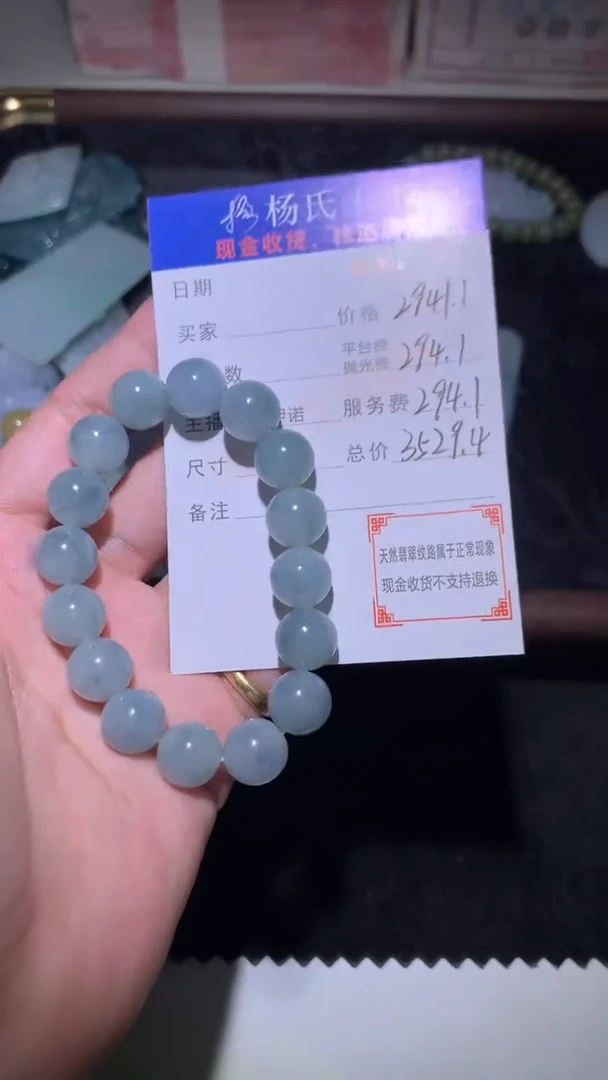 杨氏
现金收货
日期
买家
价格 2941.1
平台费
抛光费 294.1
数
主播
诺
服务费 294.1
尺寸
总价 3529.4
备注
天然翡翠纹路属于正常现象
现金收货不支持退换